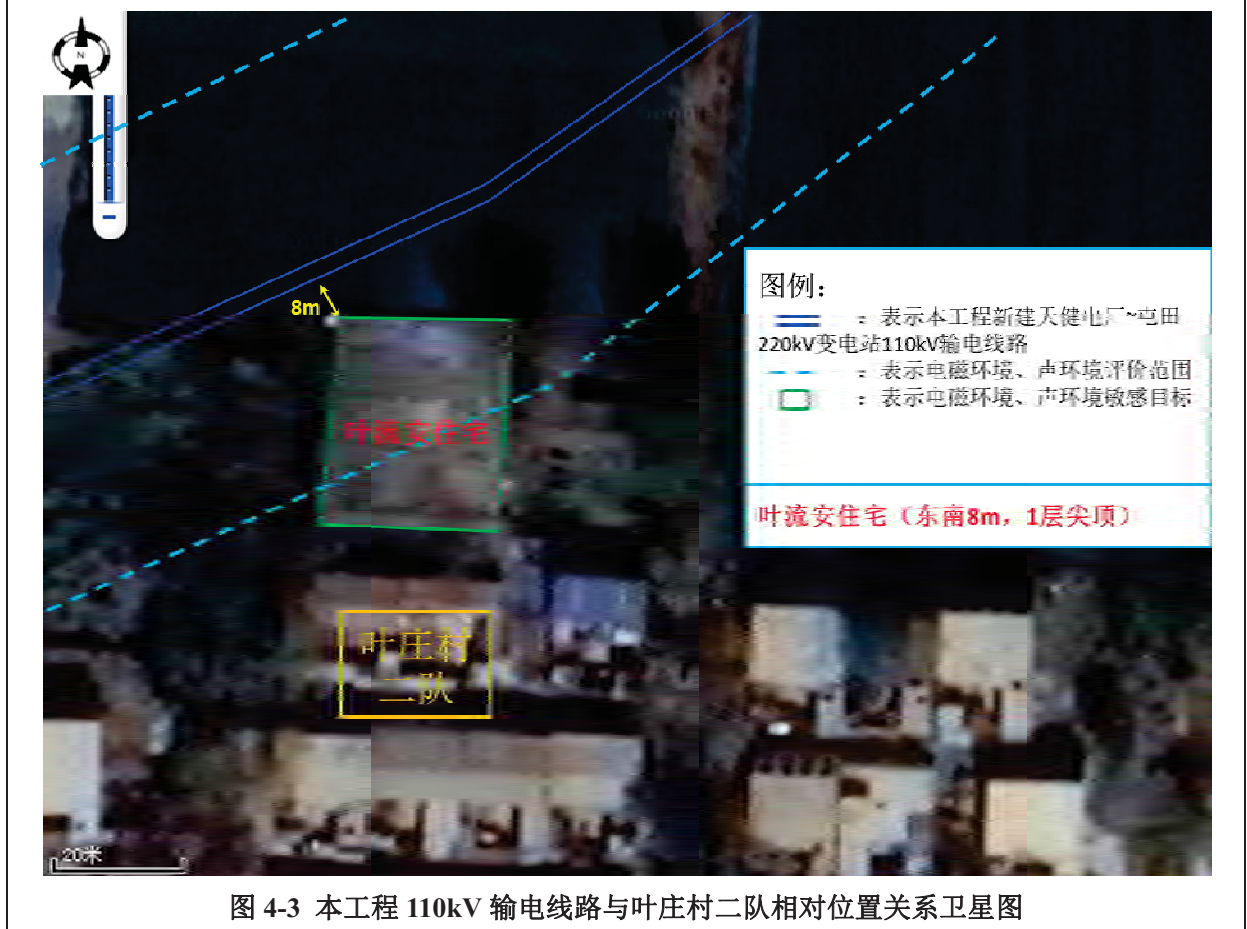 N
8m
图例：
：表示本工程新建天健电厂~屯田
220kV变电站110kV输电线路
：表示电磁环境、声环境评价范围
：表示电磁环境、声环境敏感目标
叶流安住宅
叶流安住宅（东南8m，1层尖顶）
叶庄村
二队
20米
图 4-3 本工程 110kV 输电线路与叶庄村二队相对位置关系卫星图